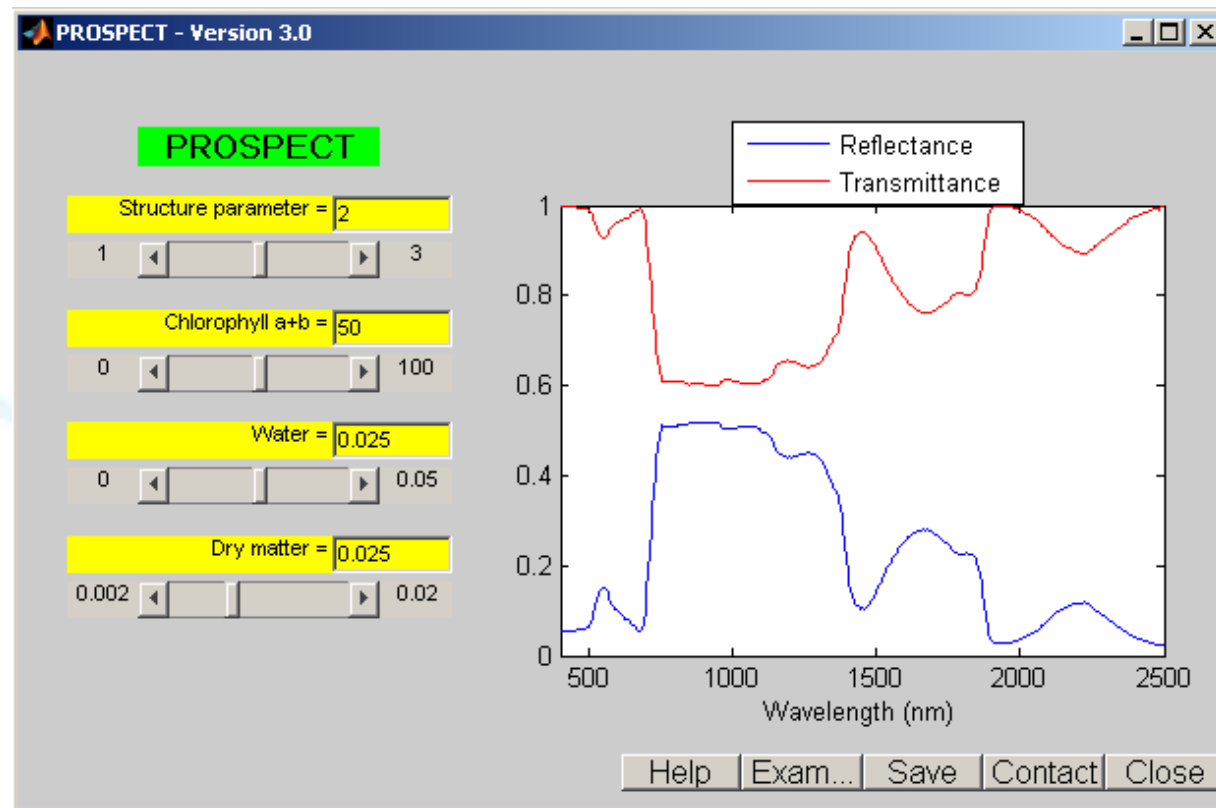 PROSPECT - Version 3.0
PROSPECT
Structure parameter = 2
1 3
Chlorophyll a+b = 50
0 100
Water = 0.025
0 0.05
Dry matter = 0.025
0.002 0.02
Reflectance
Transmittance
1
0.8
0.6
0.4
0.2
0
500 1000 1500 2000 2500
Wavelength (nm)
Help Exam... Save Contact Close